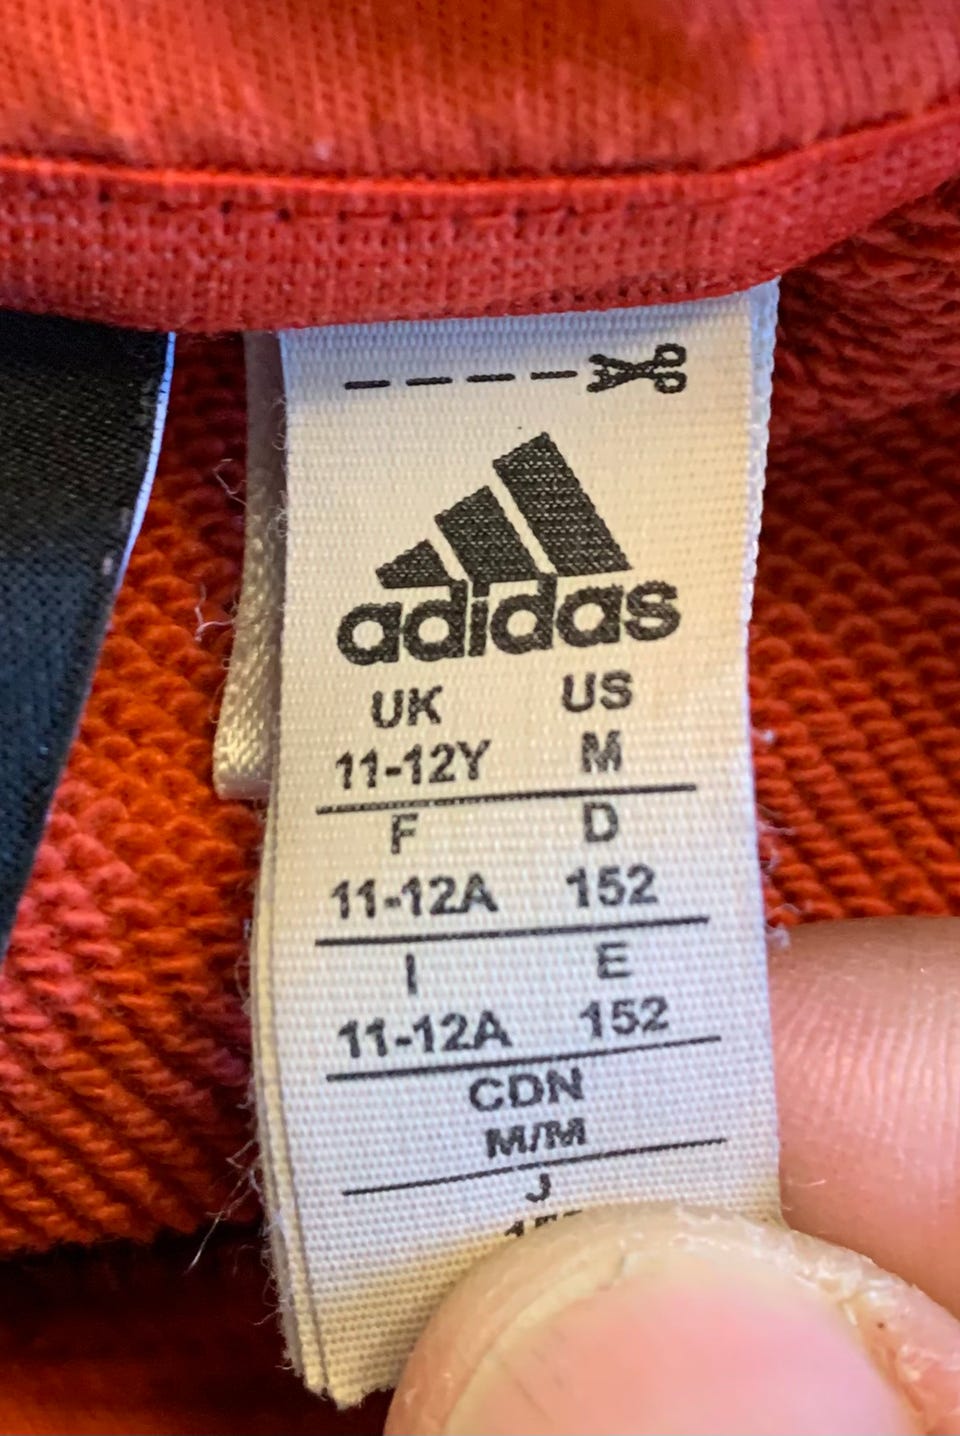 adidas
UK US
11-12Y M
F D
11-12A 152
I E
11-12A 152
CDN
M/M
J